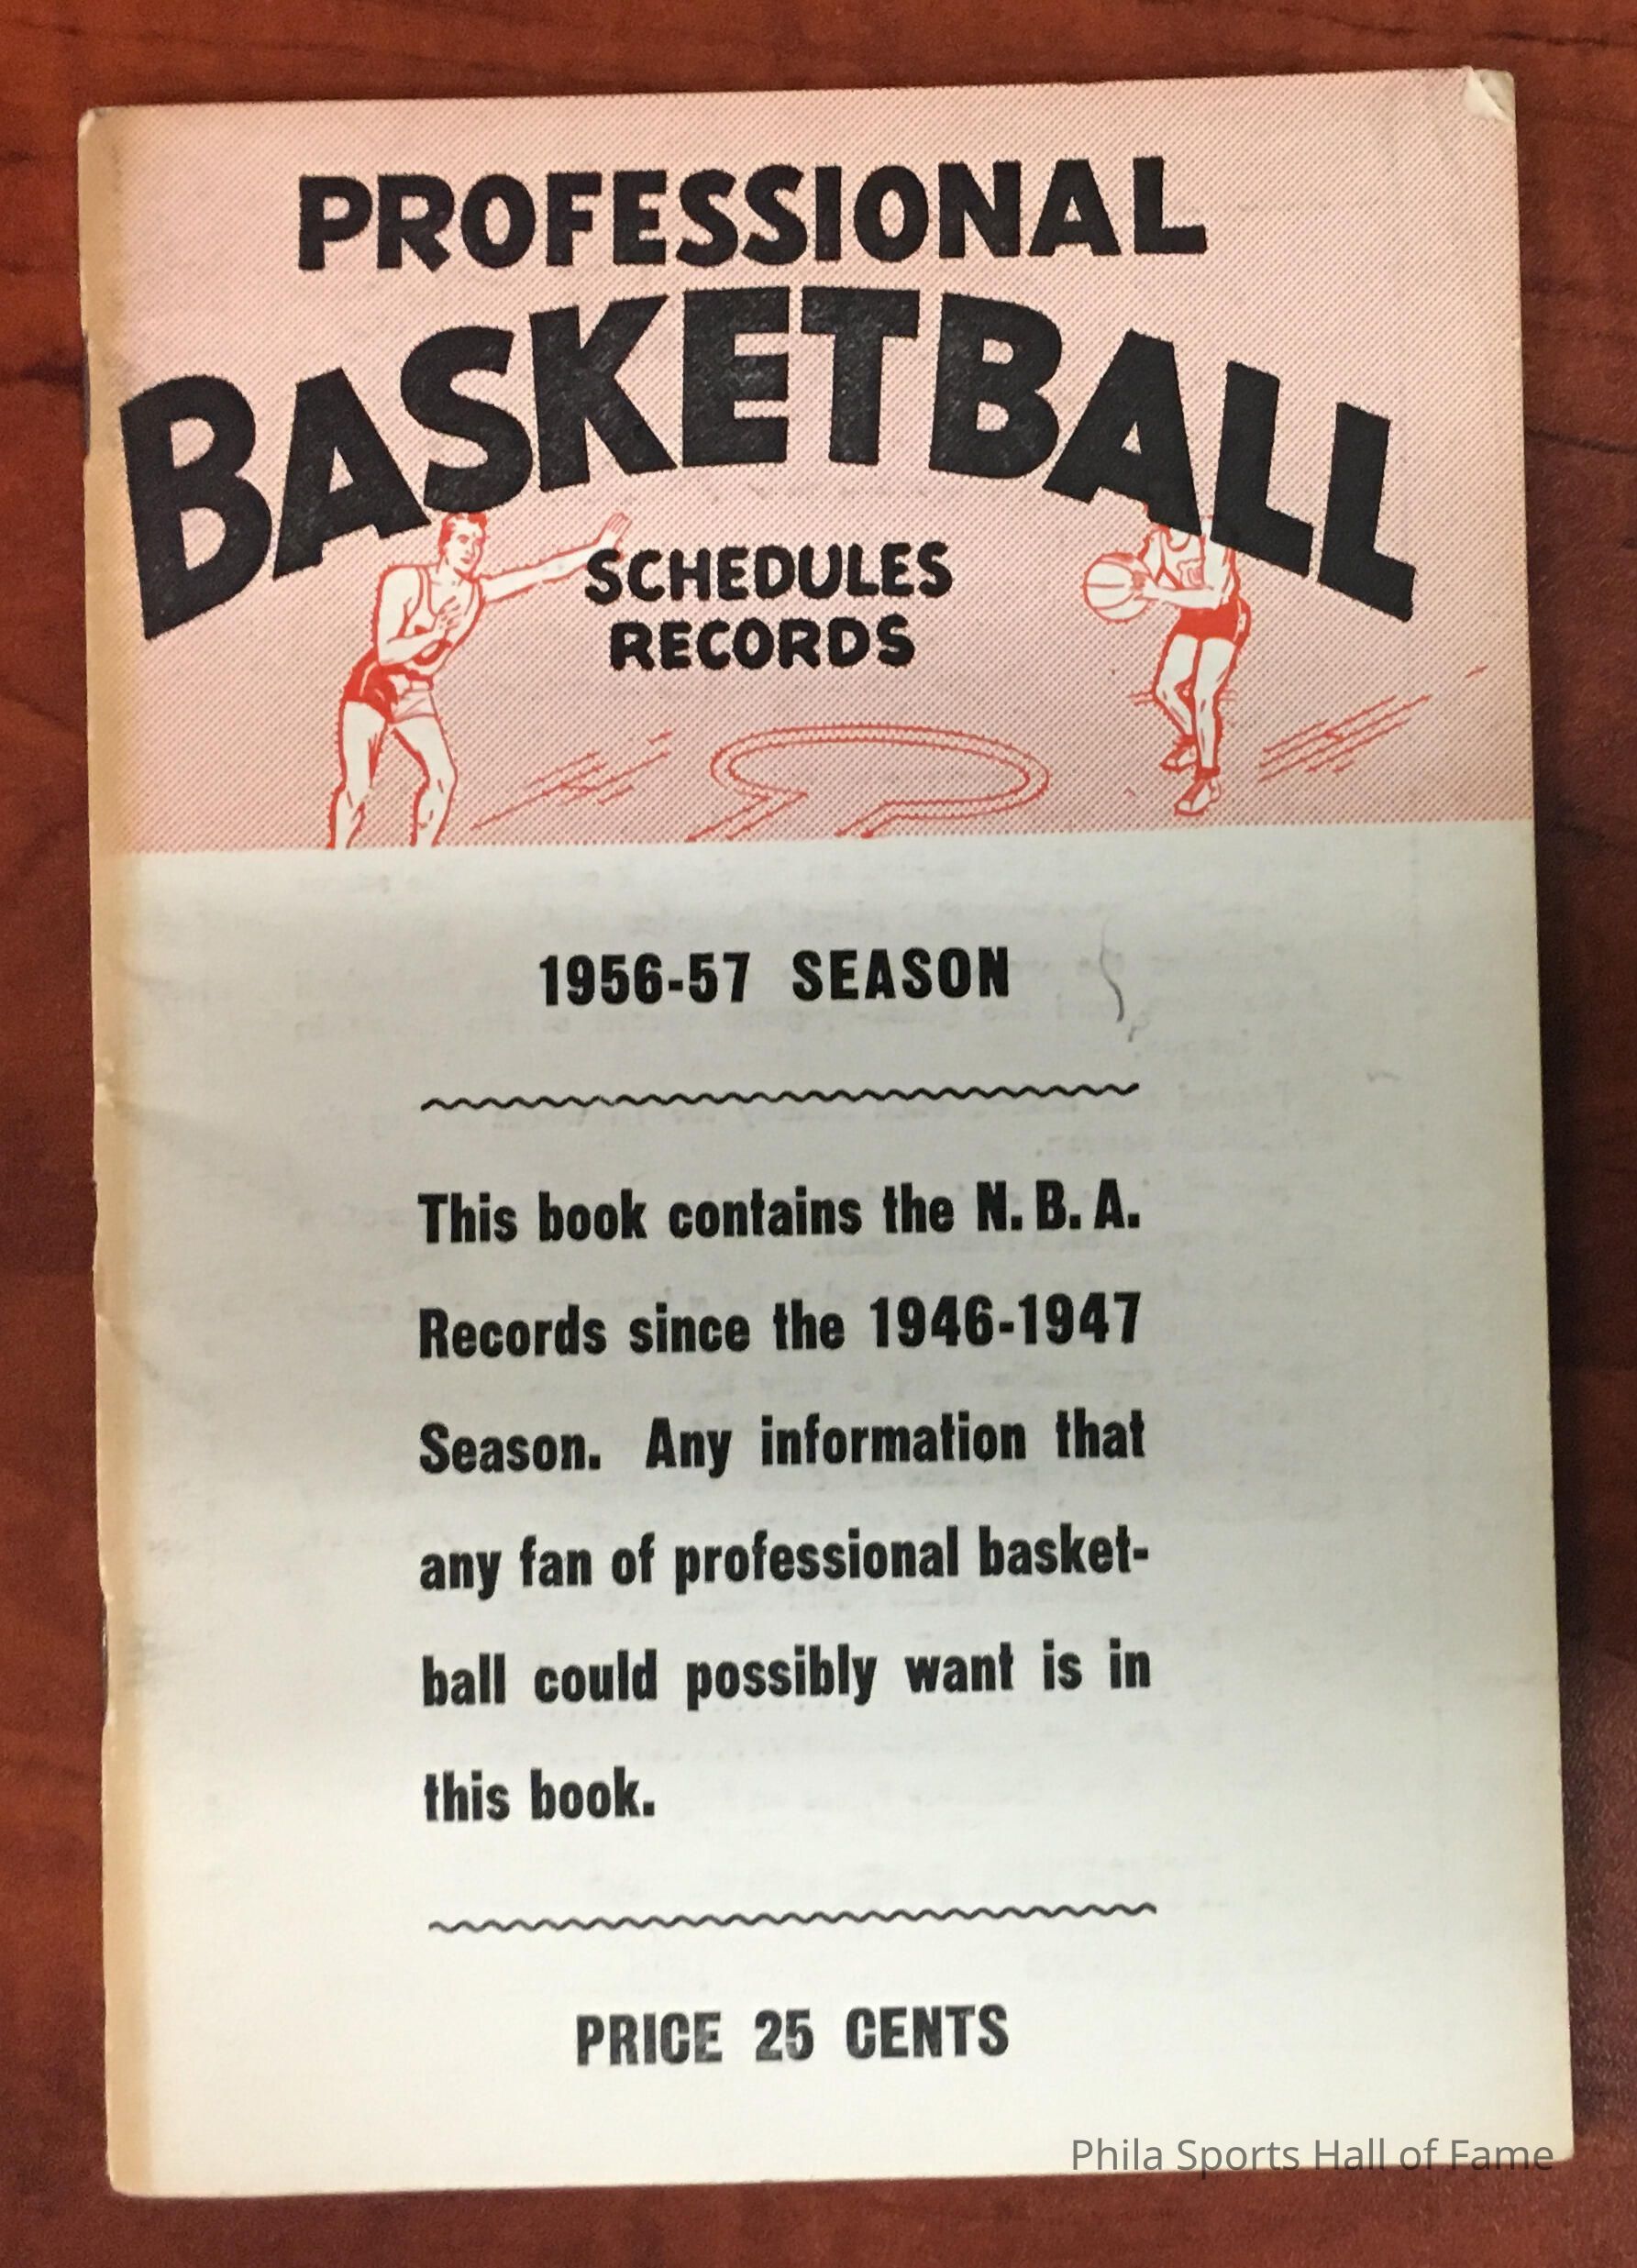 PROFESSIONAL
BASKETBALL
SCHEDULES
RECORDS
1956-57 SEASON
This book contains the N. B. A.
Records since the 1946-1947
Season. Any information that
any fan of professional basket-
ball could possibly want is in
this book.
PRICE 25 CENTS
Phila Sports Hall of Fame